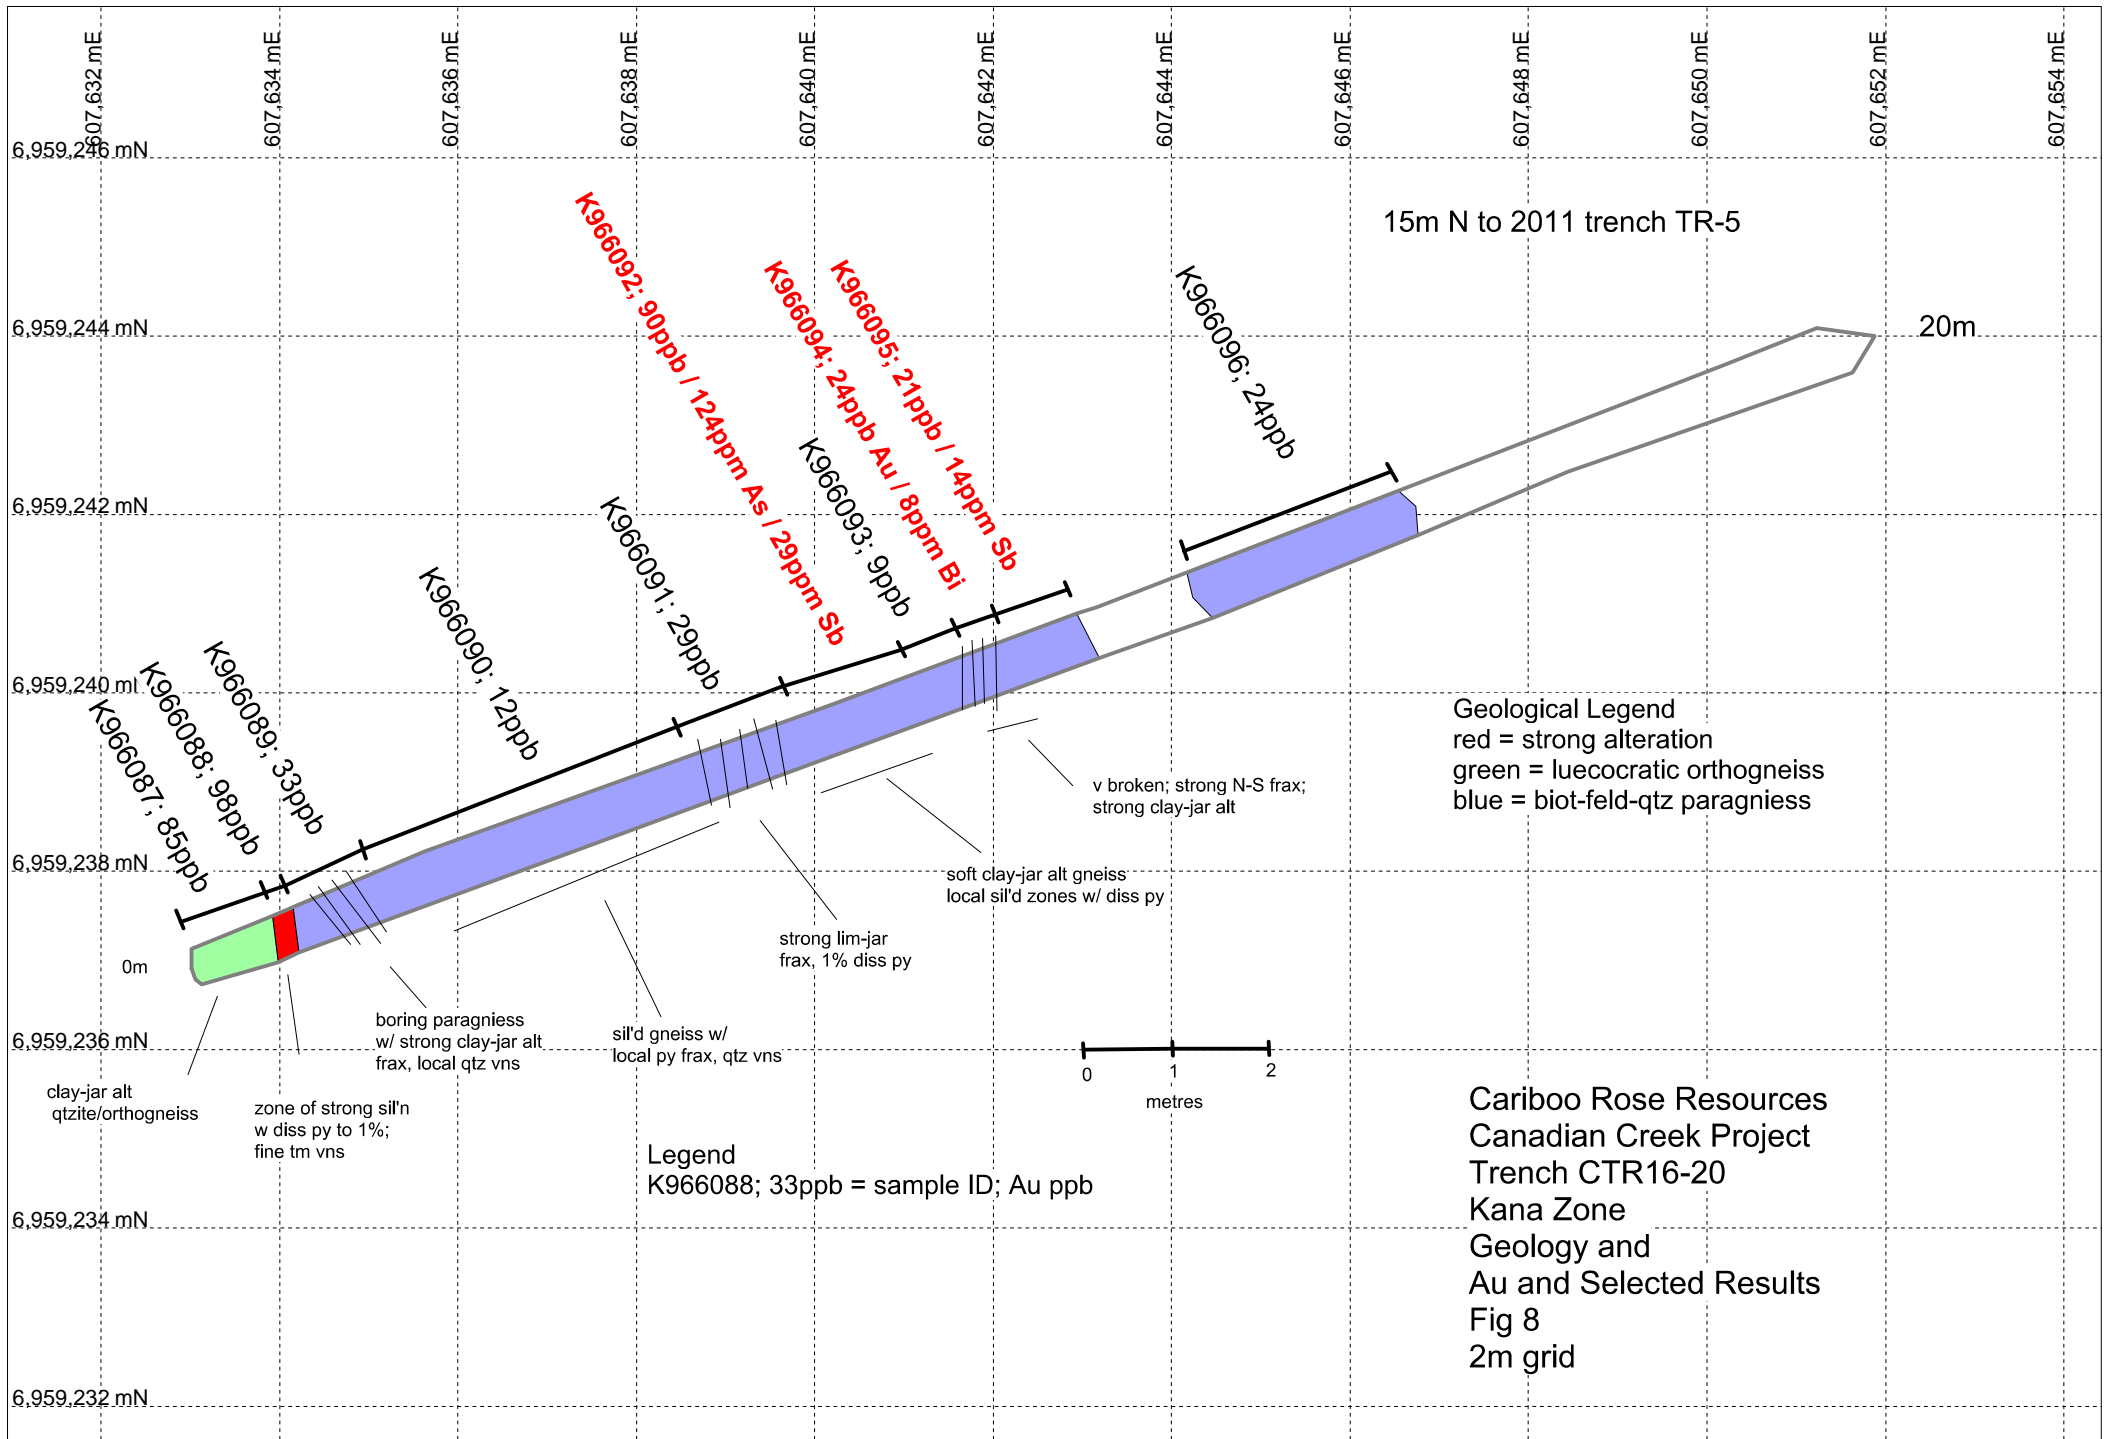 607,632 mE
607,634 mE
607,636 mE
607,638 mE
607,640 mE
607,642 mE
607,644 mE
607,646 mE
607,648 mE
607,650 mE
607,652 mE
607,654 mE
6,959,246 mN
15m N to 2011 trench TR-5
6,959,244 mN
20m
K966092; 90ppb / 124ppm As / 29ppm Sb
K966094; 24ppb Au / 8ppm Bi
K966095; 21ppb / 14ppm Sb
K966096; 24ppb
6,959,242 mN
K966093; 9ppb
K966091; 29ppb
K966090; 12ppb
K966089; 33ppb
K966088; 98ppb
K966087; 85ppb
6,959,240 ml
Geological Legend
red = strong alteration
green = luecocratic orthogneiss
blue = biot-feld-qtz paragniess
v broken; strong N-S frax;
strong clay-jar alt
6,959,238 mN
soft clay-jar alt gneiss
local sil'd zones w/ diss py
strong lim-jar
frax, 1% diss py
0m
boring paragniess
w/ strong clay-jar alt
frax, local qtz vns
sil'd gneiss w/
local py frax, qtz vns
6,959,236 mN
0
1
2
metres
clay-jar alt
qtzite/orthogneiss
zone of strong sil'n
w diss py to 1%;
fine tm vns
Legend
K966088; 33ppb = sample ID; Au ppb
Cariboo Rose Resources
Canadian Creek Project
Trench CTR16-20
Kana Zone
Geology and
Au and Selected Results
Fig 8
2m grid
6,959,234 mN
6,959,232 mN